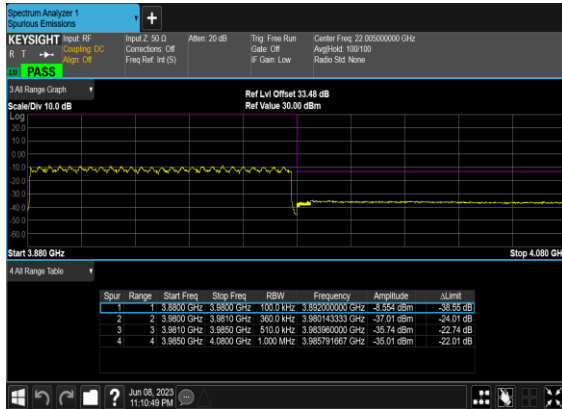 Spectrum Analyzer 1
Spurious Emissions
+
KEYSIGHT Input: RF Input Z: 50 Ω Atten: 20 dB Trig: Free Run Center Freq: 22.005000000 GHz
R T Coupling: DC Corrections: Off Gate: Off Avg|Hold: 100/100
Align: Off Freq Ref: Int (S) IF Gain: Low Radio Std: None
LW PASS
3 All Range Graph
Ref Lvl Offset 33.48 dB
Scale/Div 10.0 dB Ref Value 30.00 dBm
Log
20.0
10.0
0.00
-10.0
-20.0
-30.0
-40.0
-50.0
-60.0
Start 3.880 GHz Stop 4.080 GHz
4 All Range Table
Spur Range Start Freq Stop Freq RBW Frequency Amplitude ΔLimit
1 1 3.8800 GHz 3.9800 GHz 100.0 kHz 3.892000000 GHz -8.554 dBm -38.55 dB
2 2 3.9800 GHz 3.9810 GHz 360.0 kHz 3.980143333 GHz -37.01 dBm -24.01 dB
3 3 3.9810 GHz 3.9850 GHz 510.0 kHz 3.983960000 GHz -35.74 dBm -22.74 dB
4 4 3.9850 GHz 4.0800 GHz 1.000 MHz 3.985791667 GHz -35.01 dBm -22.01 dB
? Jun 08, 2023
11:10:49 PM